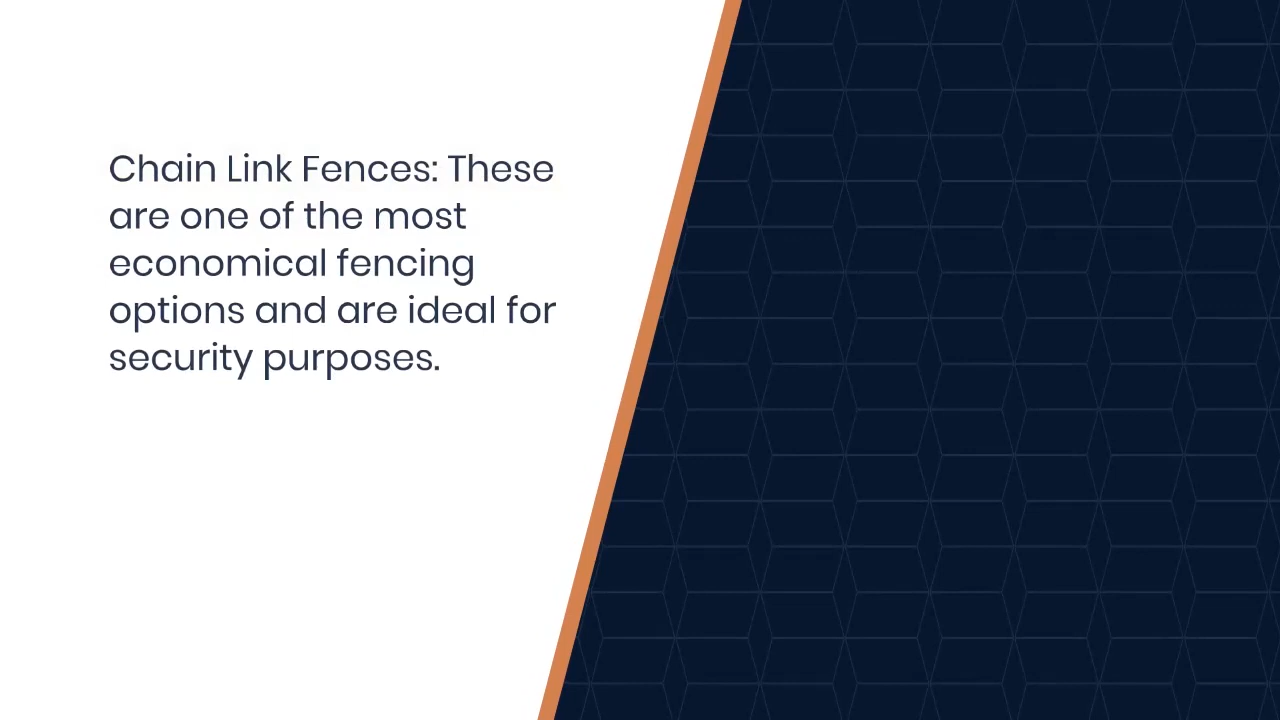 Chain Link Fences: These
are one of the most
economical fencing
options and are ideal for
security purposes.